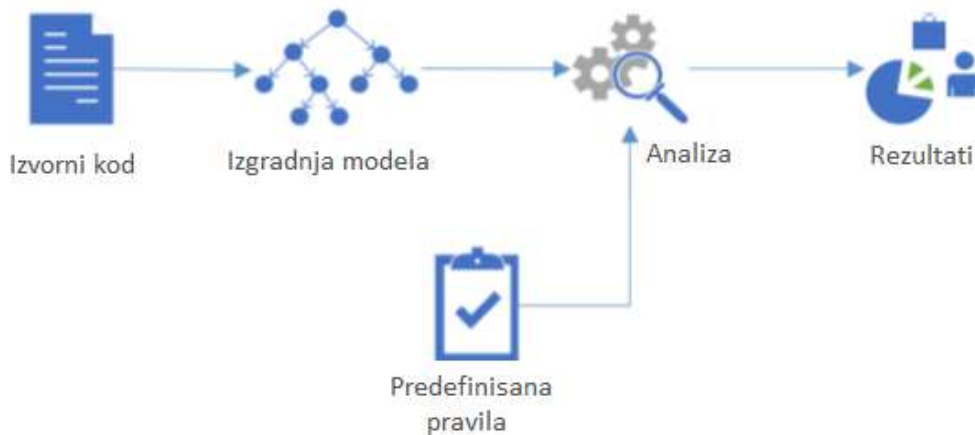 Izvorni kod
Izgradnja modela
Analiza
Rezultati
Predefinisana
pravila